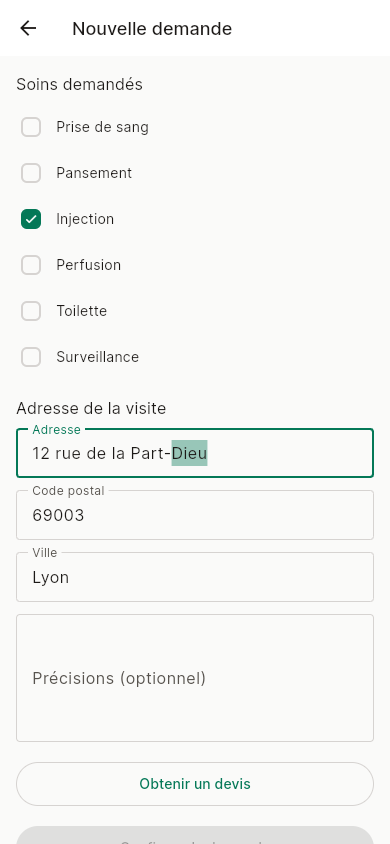 Nouvelle demande
Soins demandés
Prise de sang
Pansement
Injection
Perfusion
Toilette
Surveillance
Adresse de la visite
Adresse
12 rue de la Part-Dieu
Code postal
69003
Ville
Lyon
Précisions (optionnel)
Obtenir un devis